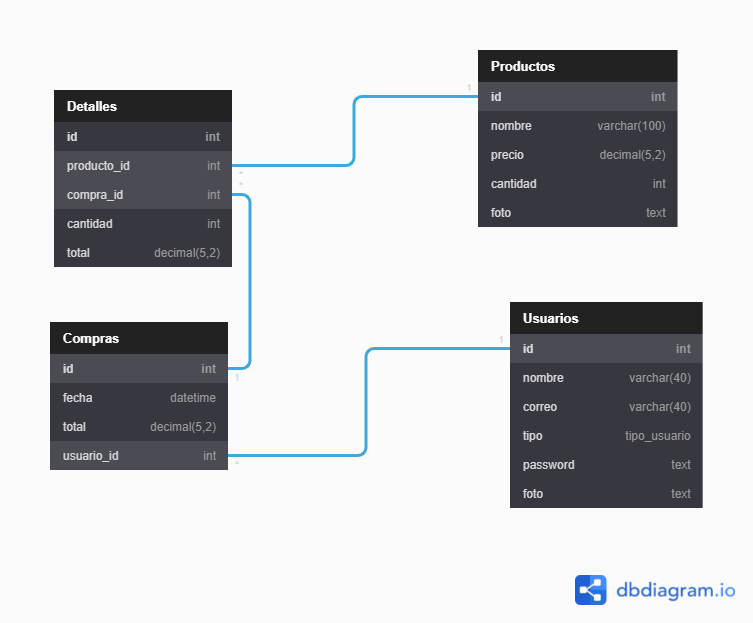 Detalles
id int
producto_id int
compra_id int
cantidad int
total decimal(5,2)
Productos
id int
nombre varchar(100)
precio decimal(5,2)
cantidad int
foto text
Compras
id int
fecha datetime
total decimal(5,2)
usuario_id int
Usuarios
id int
nombre varchar(40)
correo varchar(40)
tipo tipo_usuario
password text
foto text
1
*
*
1
1
*
dbdiagram.io